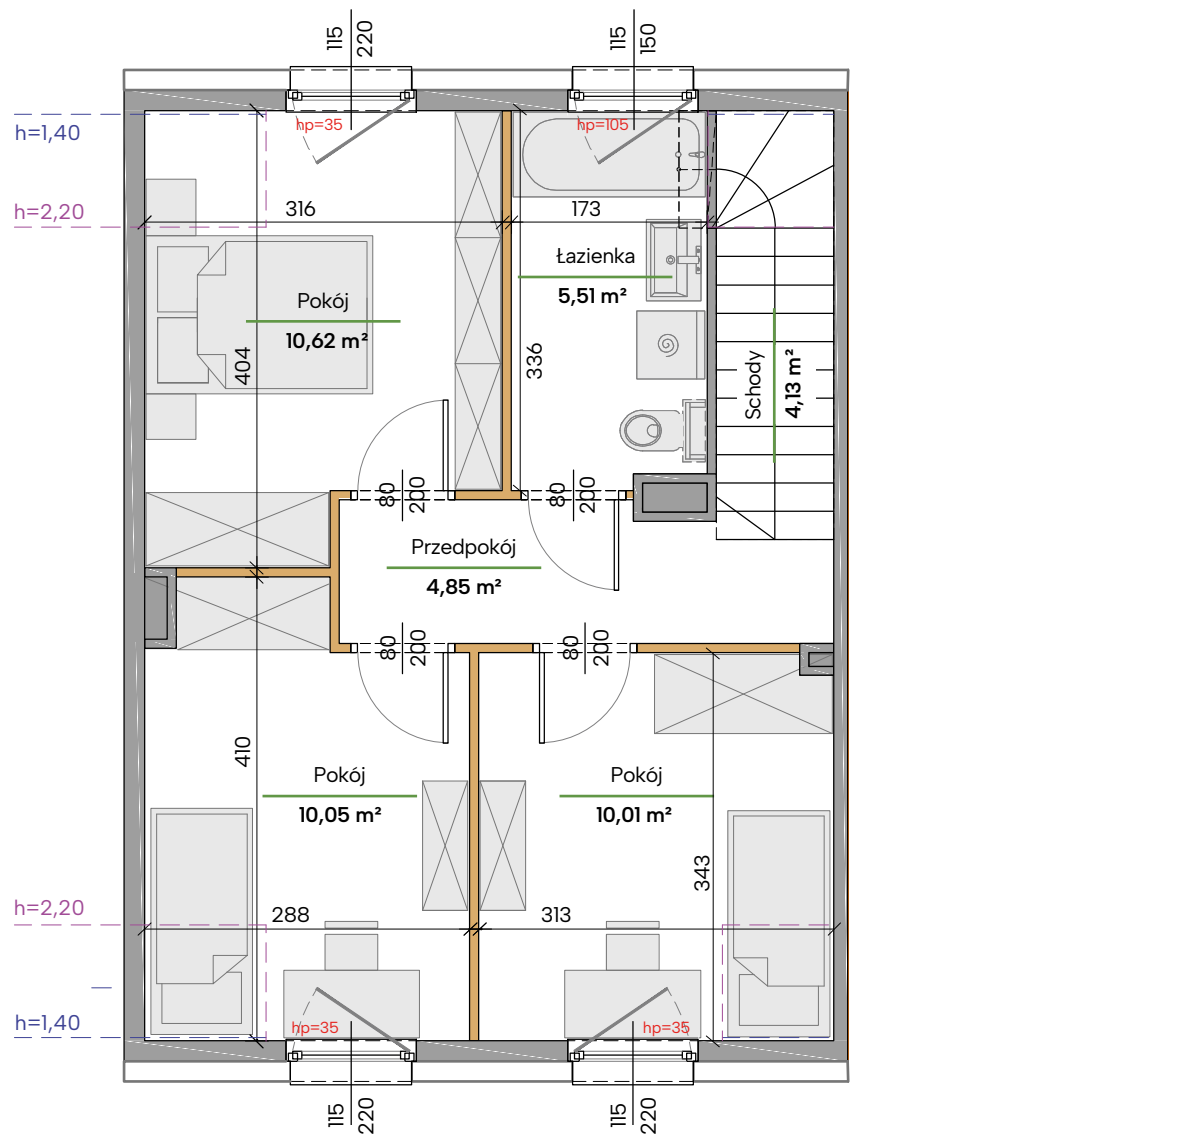 115
220
115
150
h=1,40
hp=35
hp=105
h=2,20
316
173
Łazienka
5,51 m²
Pokój
10,62 m²
404
336
Schody
4,13 m²
80
200
80
200
Przedpokój
4,85 m²
80
200
80
200
410
Pokój
10,05 m²
Pokój
10,01 m²
343
h=2,20
288
313
h=1,40
hp=35
hp=35
115
220
115
220